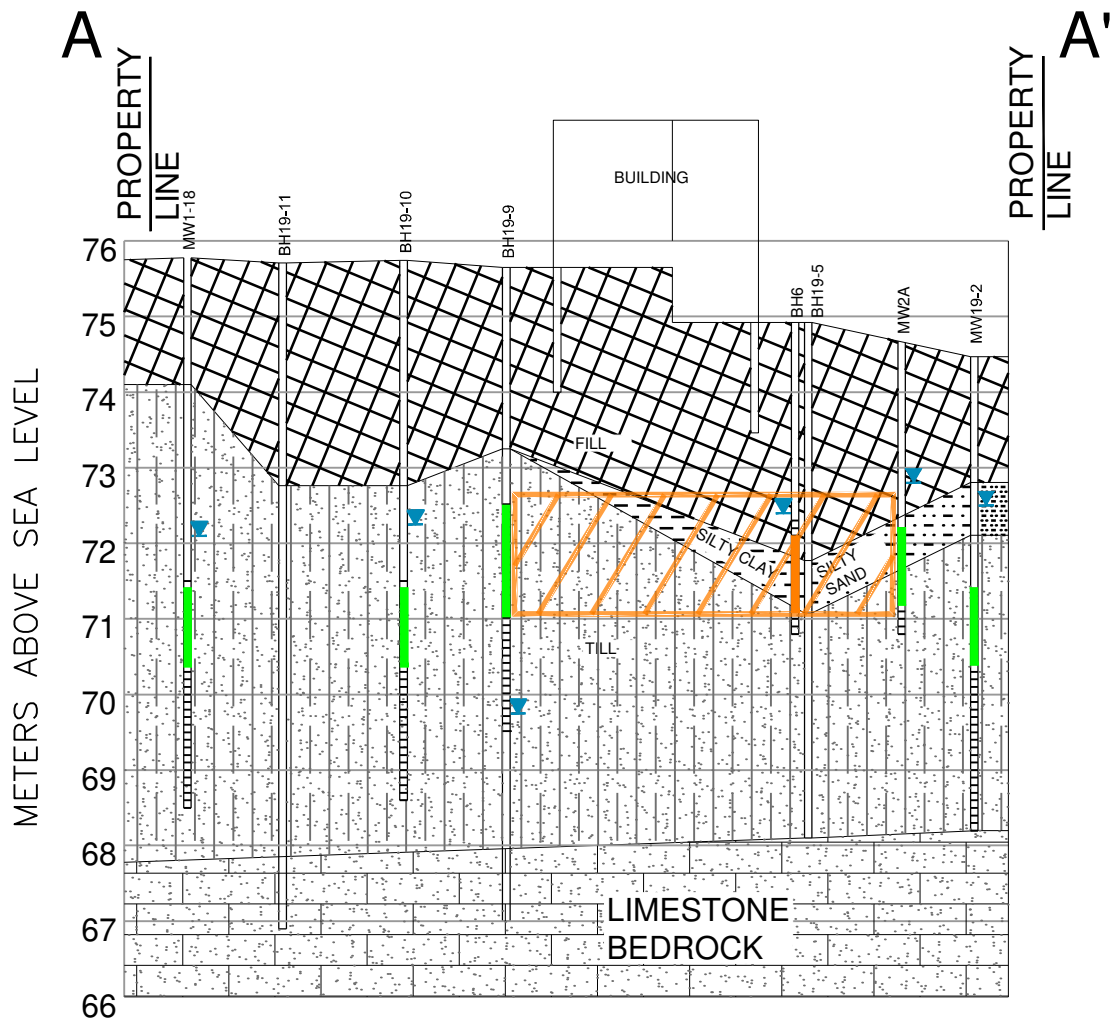 A
A'
PROPERTY
LINE
PROPERTY
LINE
BUILDING
MW1-18
BH19-11
BH19-10
BH19-9
BH6
BH19-5
MW2A
MW19-2
METERS ABOVE SEA LEVEL
76
75
74
73
72
71
70
69
68
67
66
FILL
SILTY CLAY
SILTY
SAND
TILL
LIMESTONE
BEDROCK